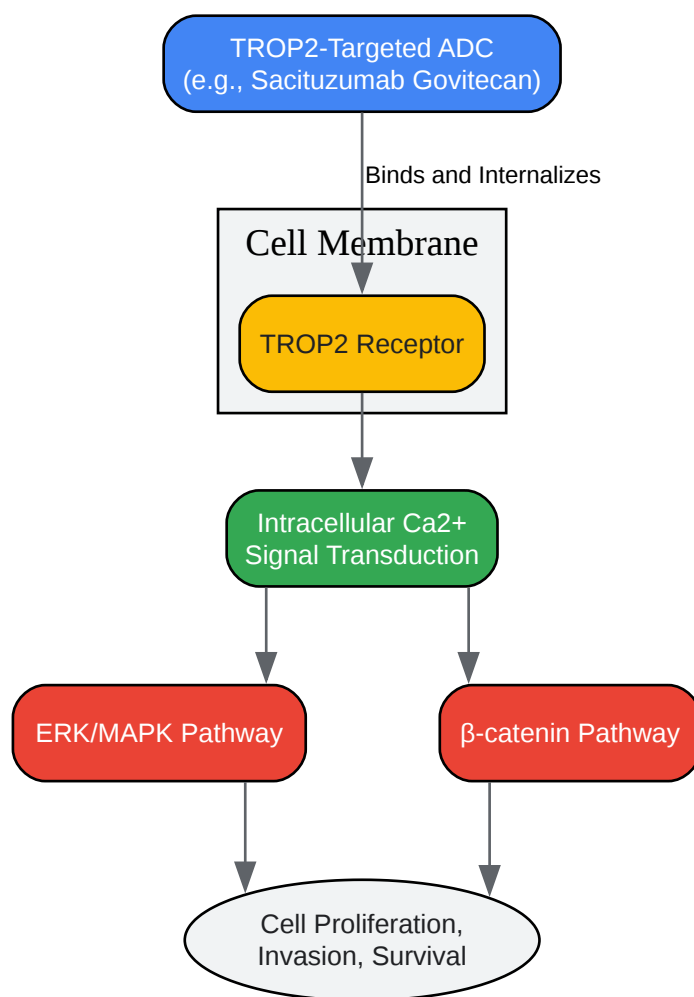 TROP2-Targeted ADC
(e.g., Sacituzumab Govitecan)
Binds and Internalizes
Cell Membrane
TROP2 Receptor
Intracellular Ca2+
Signal Transduction
ERK/MAPK Pathway
β-catenin Pathway
Cell Proliferation,
Invasion, Survival